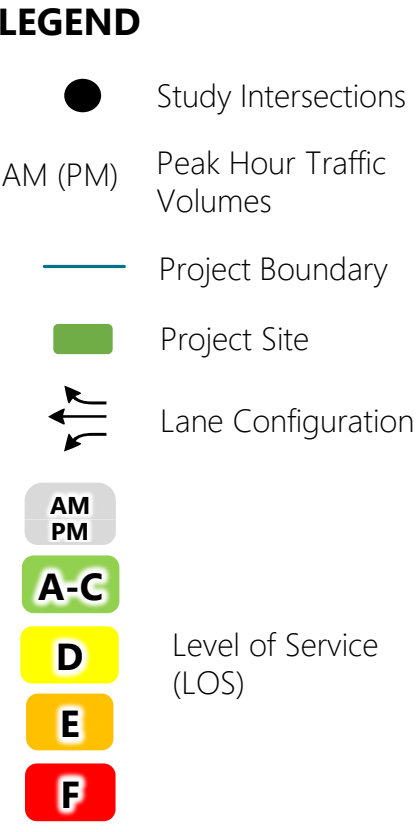 LEGEND
Study Intersections
AM (PM)
Peak Hour Traffic
Volumes
Project Boundary
Project Site
Lane Configuration
AM
PM
A-C
D
E
F
Level of Service
(LOS)